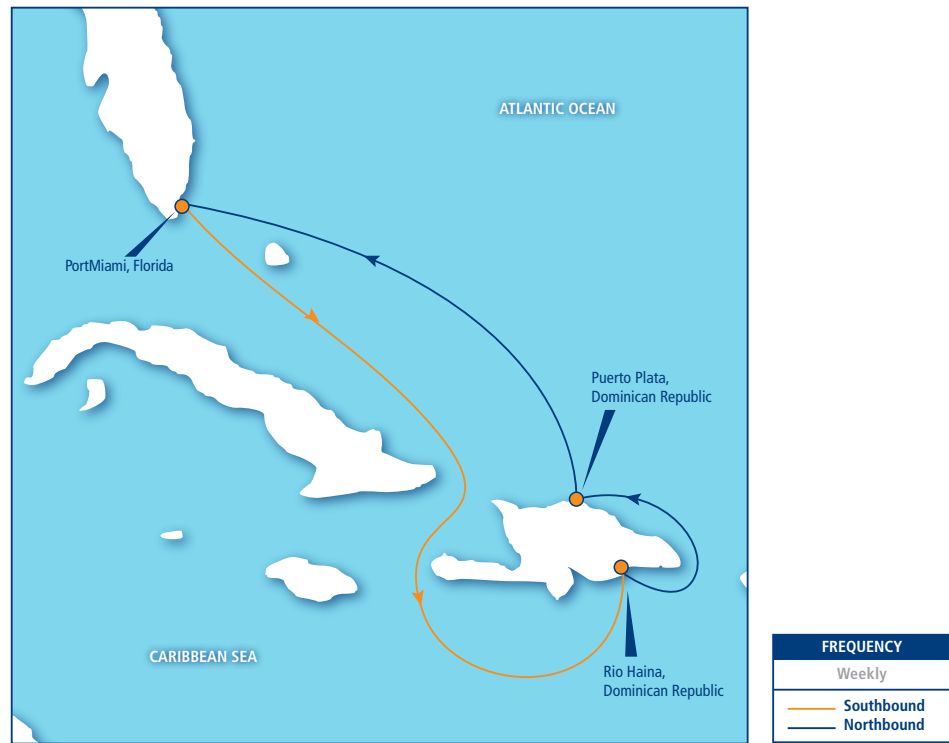 ATLANTIC OCEAN
PortMiami, Florida
Puerto Plata,
Dominican Republic
CARIBBEAN SEA
Rio Haina,
Dominican Republic
FREQUENCY
Weekly
Southbound
Northbound